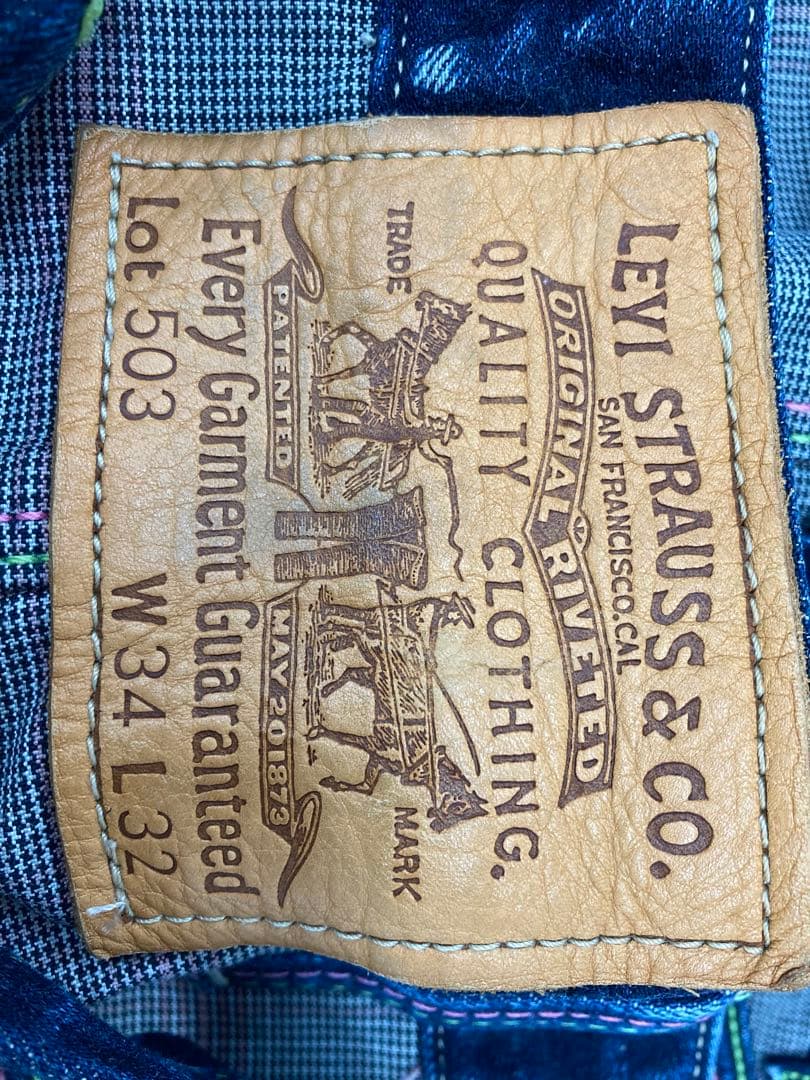 LEVI STRAUSS & CO.
SAN FRANCISCO.CAL
ORIGINAL RIVETED
QUALITY CLOTHING.
TRADE MARK
PATENTED MAY 20 1873
Every Garment Guaranteed
Lot 503 W 34 L 32